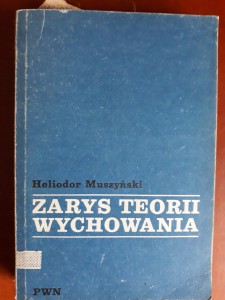 Heliodor Muszyński
ZARYS TEORII
WYCHOWANIA
PWN